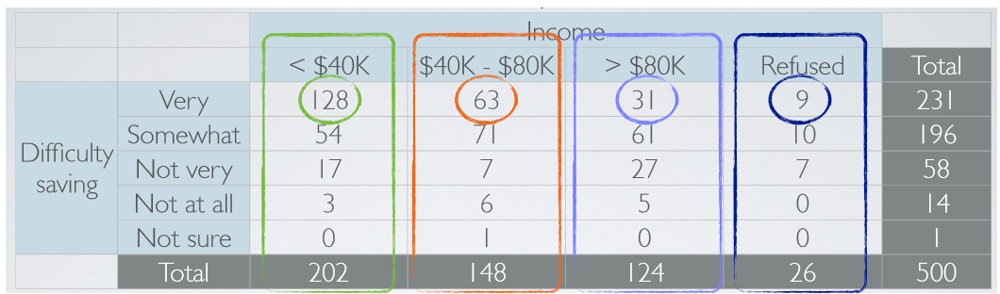 Income
< $40K $40K - $80K > $80K Refused Total
Very 128 63 31 9 231
Somewhat 54 71 61 10 196
Difficulty saving
Not very 17 7 27 7 58
Not at all 3 6 5 0 14
Not sure 0 1 0 0 1
Total 202 148 124 26 500